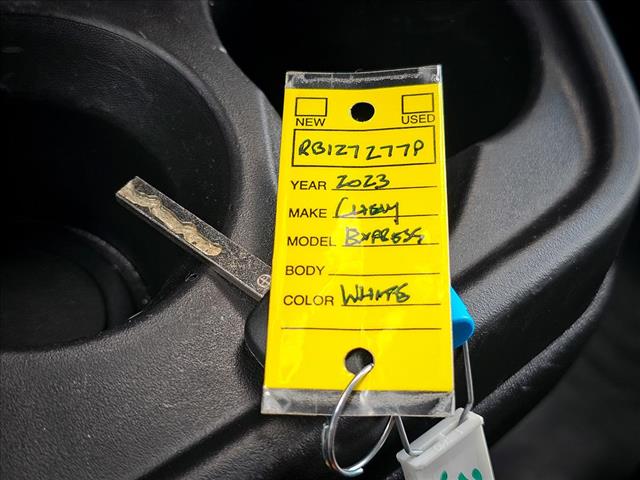 NEW USED
RB127277P
YEAR 2023
MAKE Chevy
MODEL EXPRESS
BODY
COLOR WHITE